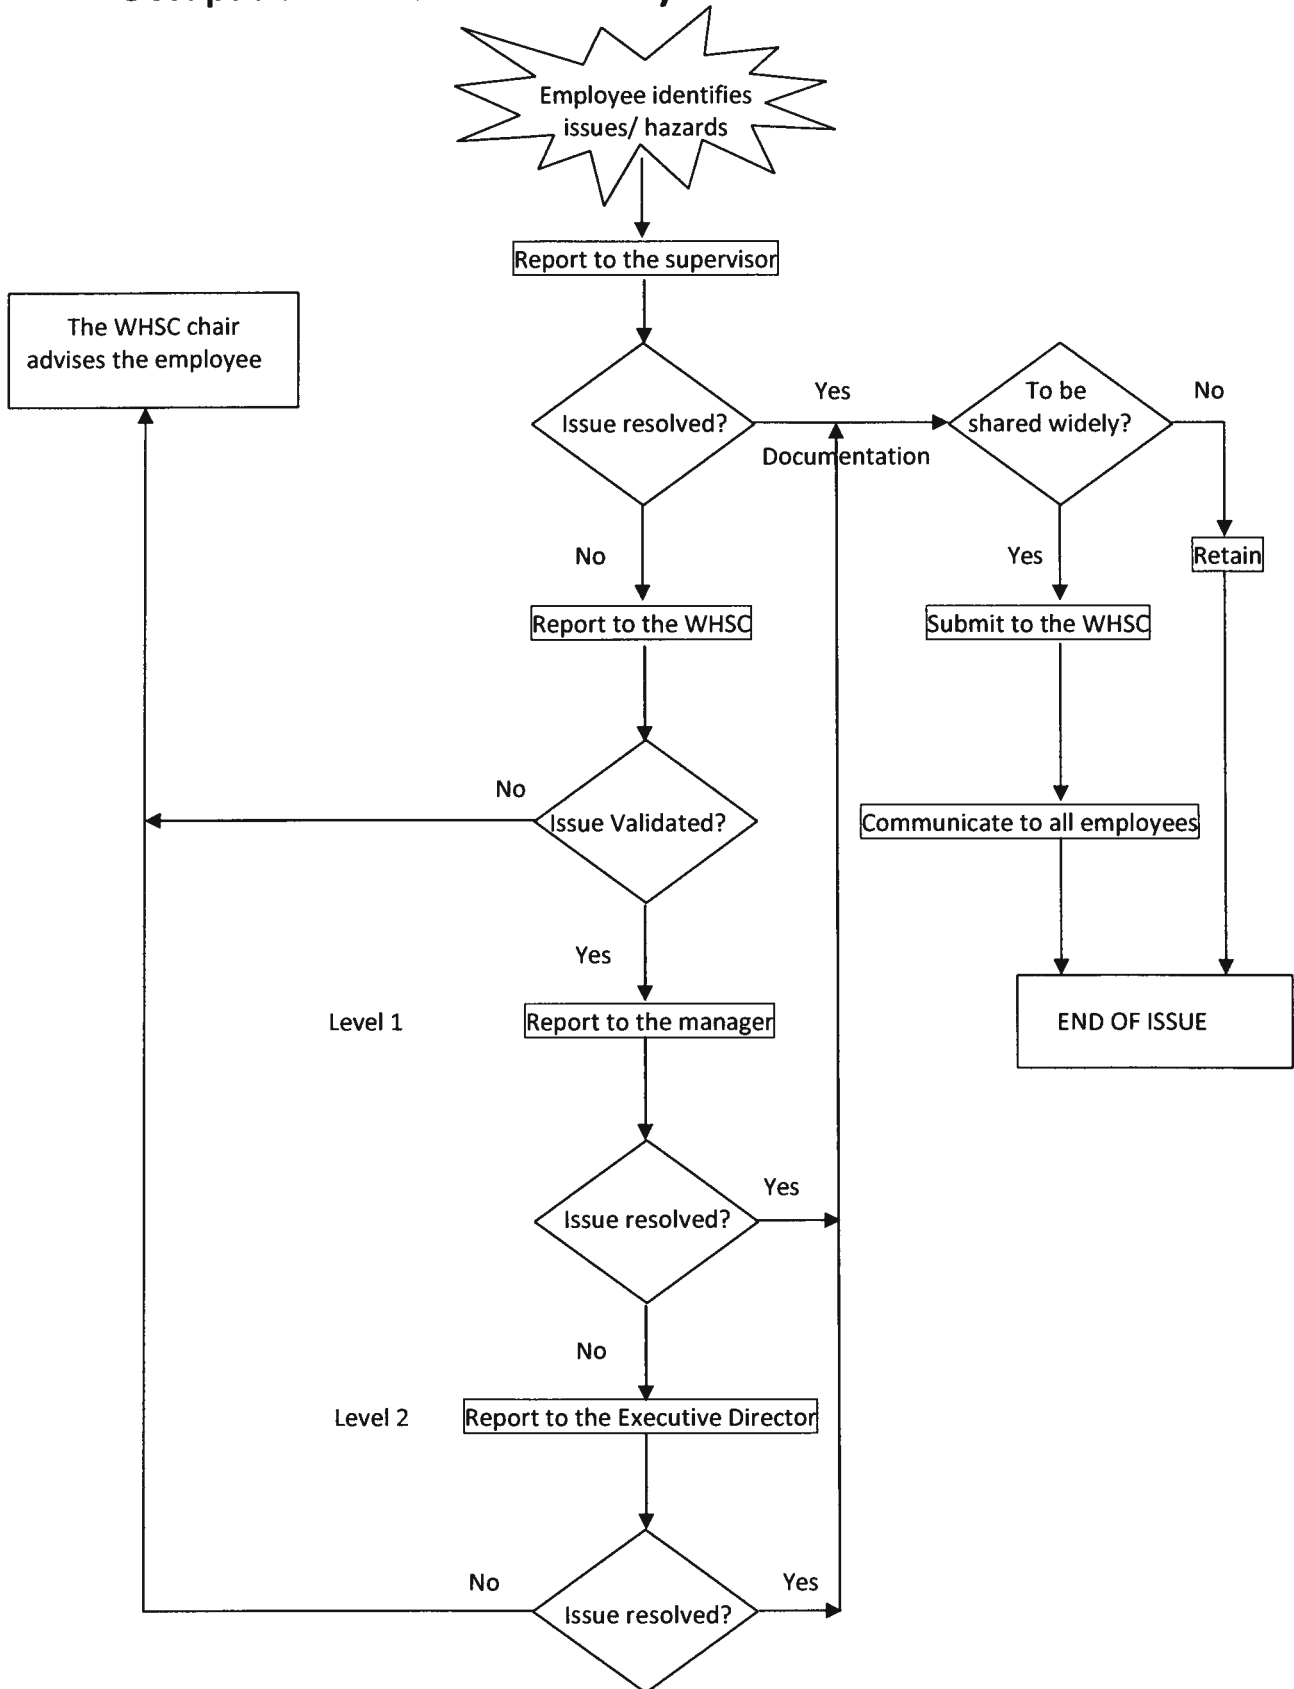 Employee identifies
issues/ hazards
Report to the supervisor
The WHSC chair
advises the employee
Issue resolved?
Yes
Documentation
To be
shared widely?
No
No
Yes
Retain
Report to the WHSC
Submit to the WHSC
No
Issue Validated?
Communicate to all employees
Yes
Level 1
Report to the manager
END OF ISSUE
Yes
Issue resolved?
No
Level 2
Report to the Executive Director
No
Yes
Issue resolved?